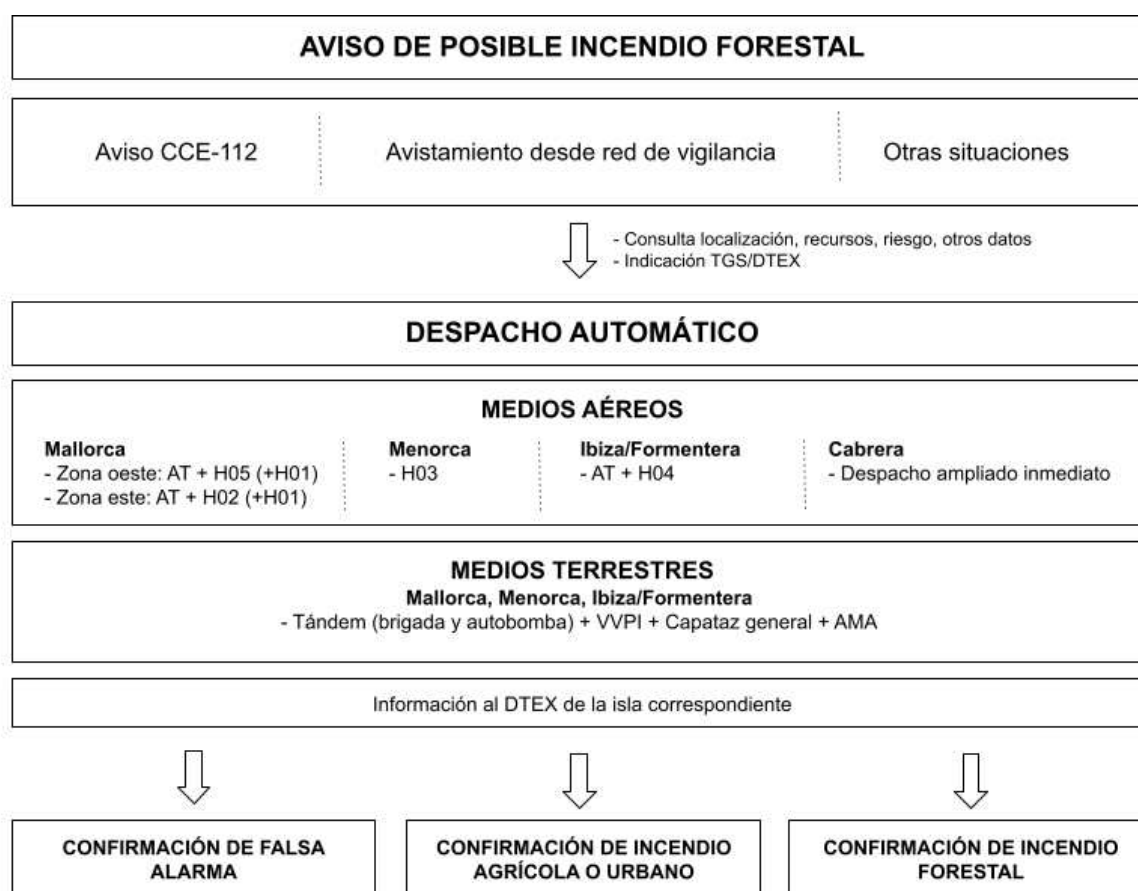 AVISO DE POSIBLE INCENDIO FORESTAL
Aviso CCE-112
Avistamiento desde red de vigilancia
Otras situaciones
- Consulta localización, recursos, riesgo, otros datos
- Indicación TGS/DTEX
DESPACHO AUTOMÁTICO
MEDIOS AÉREOS
Mallorca
- Zona oeste: AT + H05 (+H01)
- Zona este: AT + H02 (+H01)
Menorca
- H03
Ibiza/Formentera
- AT + H04
Cabrera
- Despacho ampliado inmediato
MEDIOS TERRESTRES
Mallorca, Menorca, Ibiza/Formentera
- Tándem (brigada y autobomba) + VVPI + Capataz general + AMA
Información al DTEX de la isla correspondiente
CONFIRMACIÓN DE FALSA
ALARMA
CONFIRMACIÓN DE INCENDIO
AGRÍCOLA O URBANO
CONFIRMACIÓN DE INCENDIO
FORESTAL